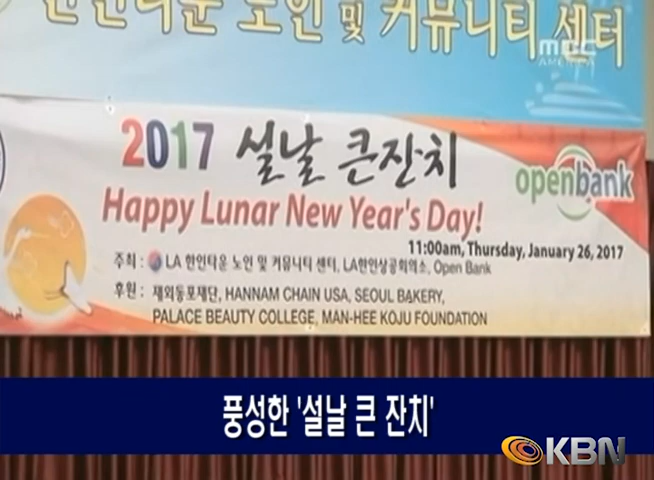 한인타운 노인 및 커뮤니티 센터
MBC
AMERICA
2017 설날 큰잔치
openbank
Happy Lunar New Year's Day!
11:00am, Thursday, January 26, 2017
주최 : LA 한인타운 노인 및 커뮤니티 센터, LA한인상공회의소, Open Bank
후원 : 재외동포재단, HANNAM CHAIN USA, SEOUL BAKERY,
PALACE BEAUTY COLLEGE, MAN-HEE KOJU FOUNDATION
풍성한 '설날 큰 잔치'
KBN